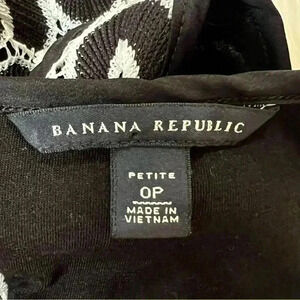 BANANA REPUBLIC
PETITE
0P
MADE IN
VIETNAM